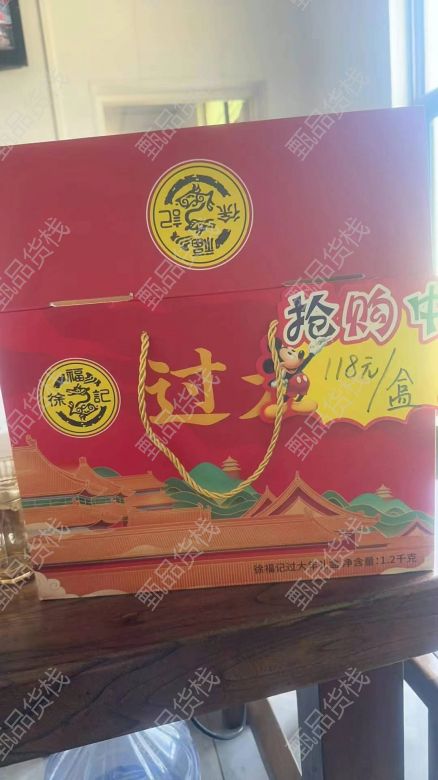 徐福記
抢购中
118元/盒
徐福记
过大
徐福记过大年礼盒 净含量:1.2千克
甄品货栈